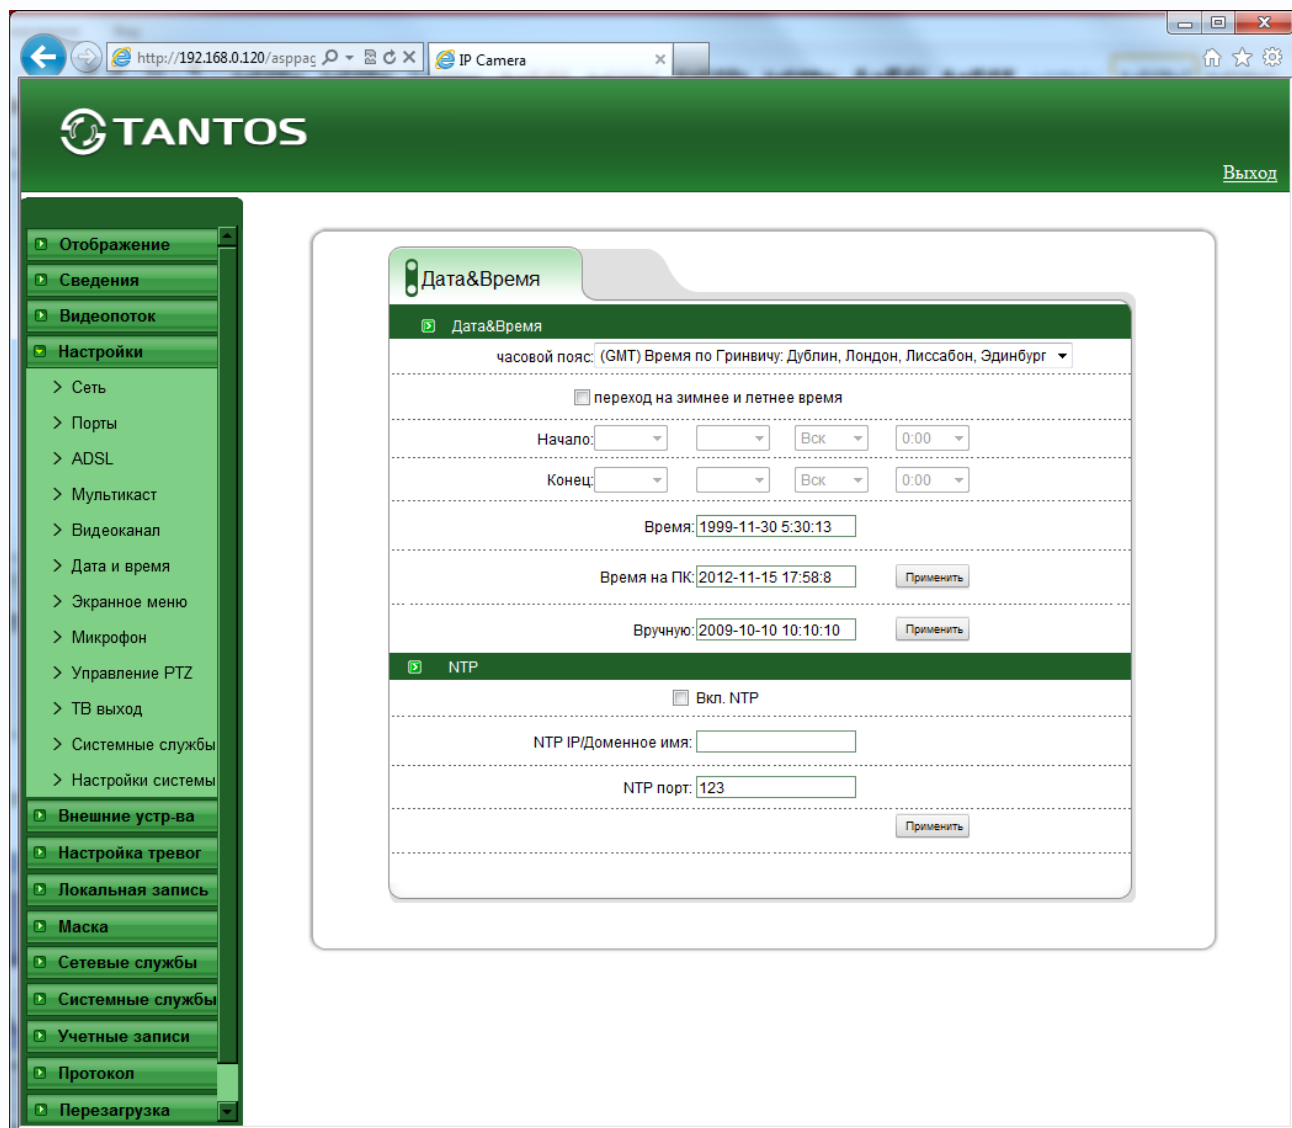 http://192.168.0.120/asppag
IP Camera
TANTOS
Выход
Отображение
Сведения
Видеопоток
Настройки
Сеть
Порты
ADSL
Мультикаст
Видеоканал
Дата и время
Экранное меню
Микрофон
Управление PTZ
ТВ выход
Системные службы
Настройки системы
Внешние устр-ва
Настройка тревог
Локальная запись
Маска
Сетевые службы
Системные службы
Учетные записи
Протокол
Перезагрузка
Дата&Время
Дата&Время
часовой пояс: (GMT) Время по Гринвичу: Дублин, Лондон, Лиссабон, Эдинбург
переход на зимнее и летнее время
Начало: Вск 0:00
Конец: Вск 0:00
Время: 1999-11-30 5:30:13
Время на ПК: 2012-11-15 17:58:8 Применить
Вручную: 2009-10-10 10:10:10 Применить
NTP
Вкл. NTP
NTP IP/Доменное имя:
NTP порт: 123
Применить